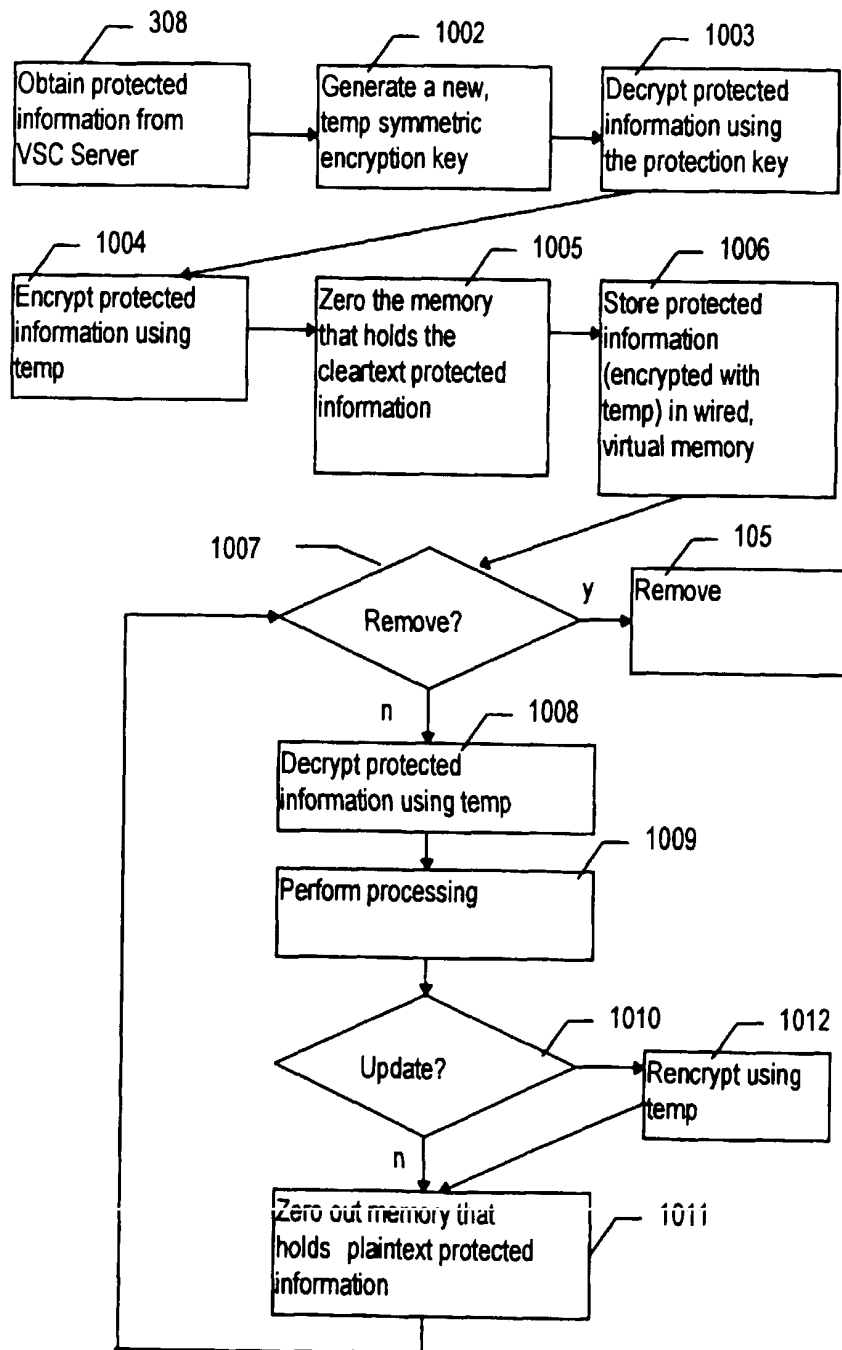 308
Obtain protected
information from
VSC Server
1002
Generate a new,
temp symmetric
encryption key
1003
Decrypt protected
information using
the protection key
1004
Encrypt protected
information using
temp
1005
Zero the memory
that holds the
cleartext protected
information
1006
Store protected
information
(encrypted with
temp) in wired,
virtual memory
1007
Remove?
y
105
Remove
n
1008
Decrypt protected
information using temp
1009
Perform processing
1010
Update?
1012
Rencrypt using
temp
n
1011
Zero out memory that
holds plaintext protected
information